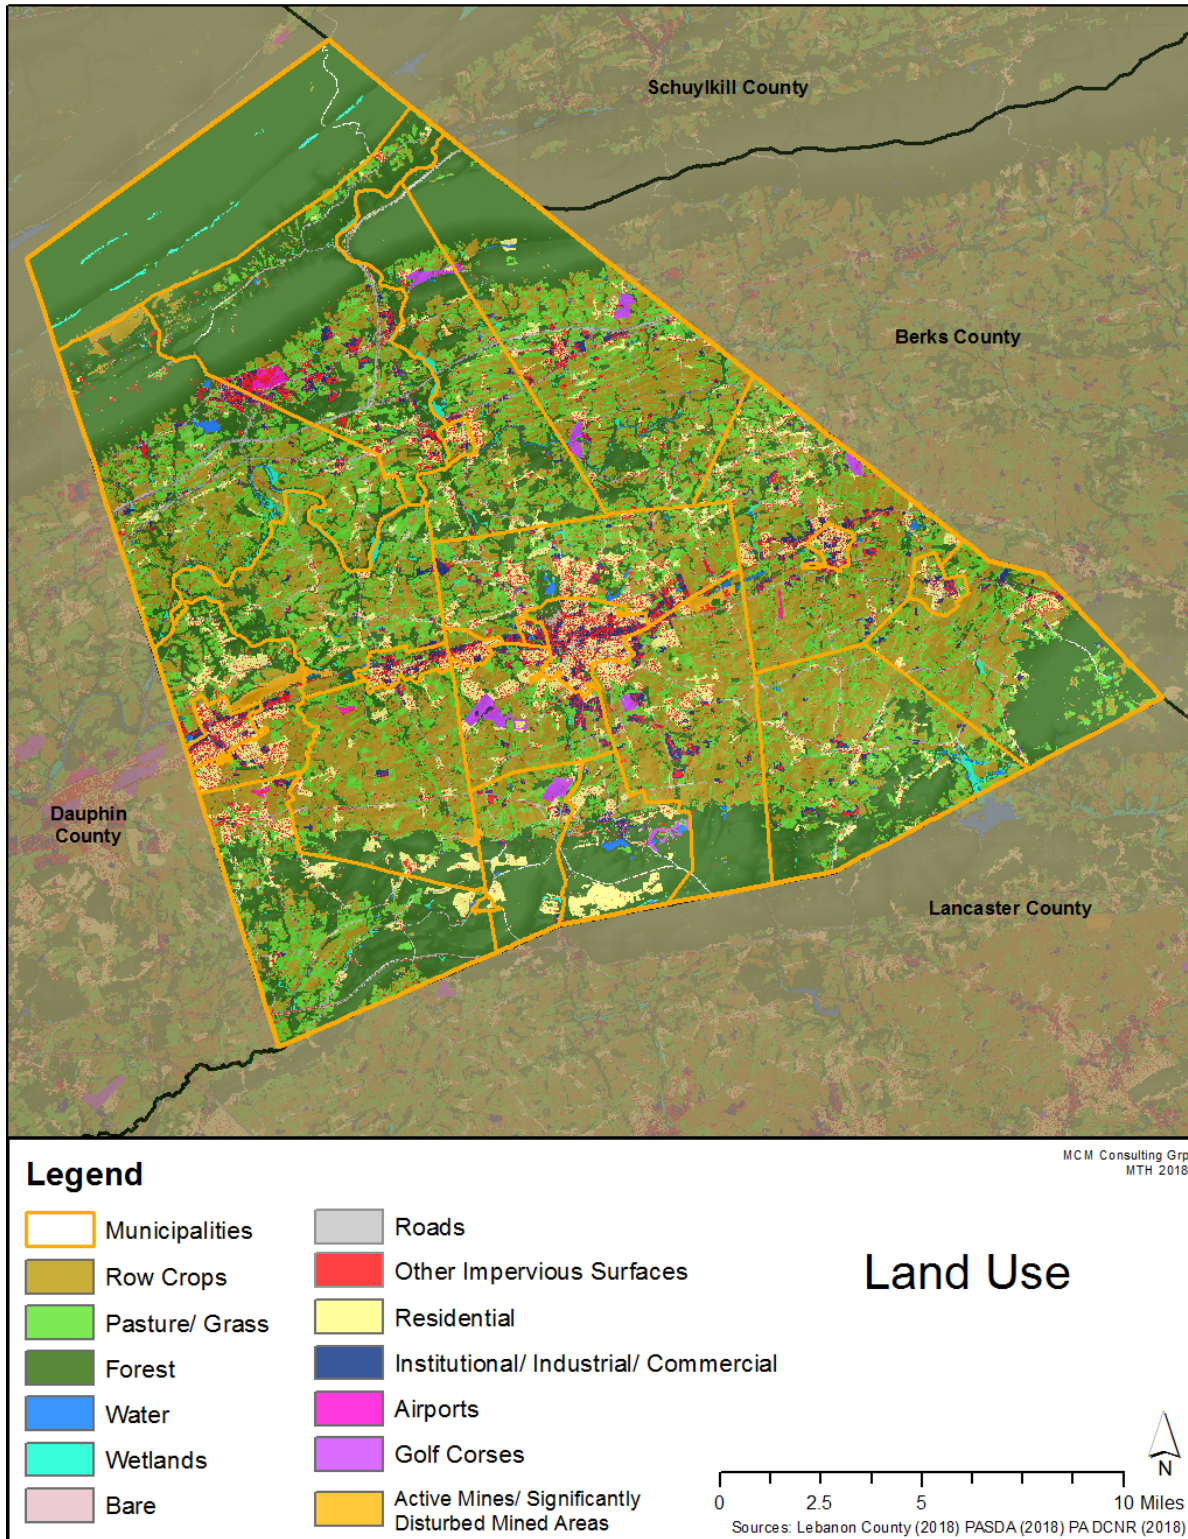 Schuylkill County
Berks County
Dauphin
County
Lancaster County
MCM Consulting Grp
MTH 2018
Legend
Municipalities
Row Crops
Pasture/ Grass
Forest
Water
Wetlands
Bare
Roads
Other Impervious Surfaces
Residential
Institutional/ Industrial/ Commercial
Airports
Golf Corses
Active Mines/ Significantly
Disturbed Mined Areas
Land Use
N
0 2.5 5 10 Miles
Sources: Lebanon County (2018) PASDA (2018) PA DCNR (2018)